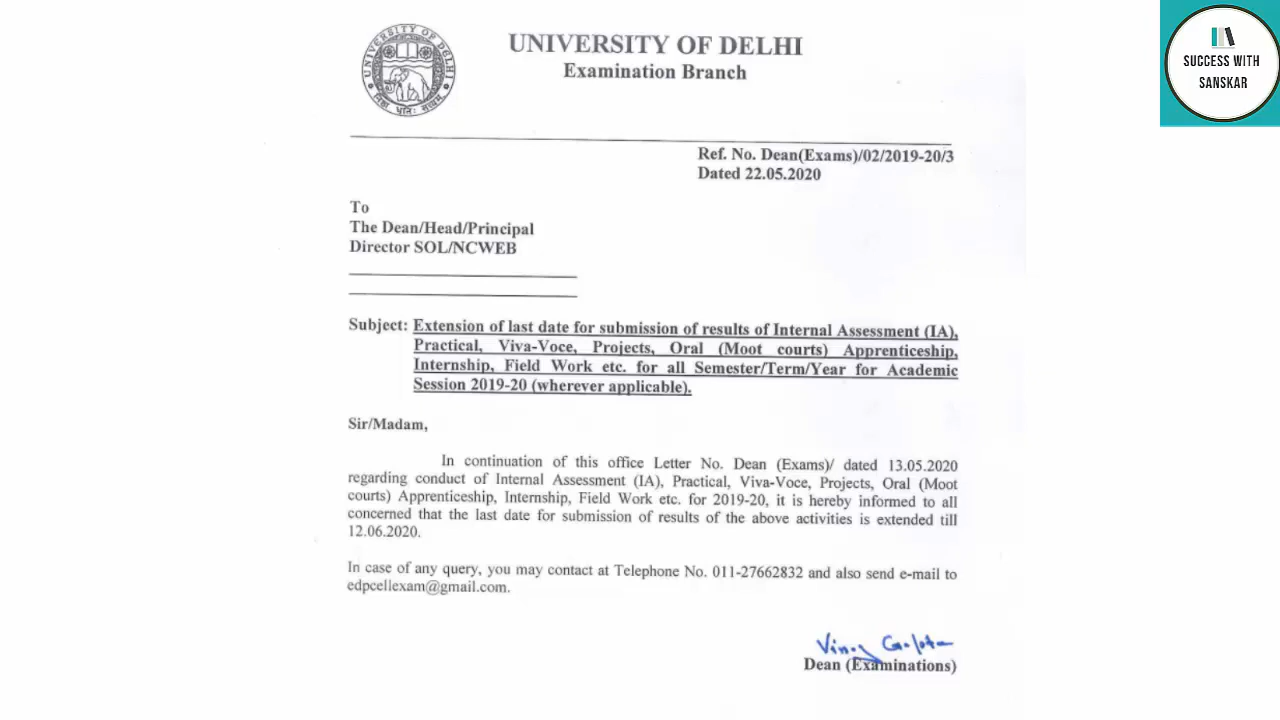 UNIVERSITY OF DELHI
Examination Branch
UNIVERSITY OF DELHI
SUCCESS WITH
SANSKAR
Ref. No. Dean(Exams)/02/2019-20/3
Dated 22.05.2020
To
The Dean/Head/Principal
Director SOL/NCWEB
Subject: Extension of last date for submission of results of Internal Assessment (IA),
Practical, Viva-Voce, Projects, Oral (Moot courts) Apprenticeship,
Internship, Field Work etc. for all Semester/Term/Year for Academic
Session 2019-20 (wherever applicable).
Sir/Madam,
In continuation of this office Letter No. Dean (Exams)/ dated 13.05.2020
regarding conduct of Internal Assessment (IA), Practical, Viva-Voce, Projects, Oral (Moot
courts) Apprenticeship, Internship, Field Work etc. for 2019-20, it is hereby informed to all
concerned that the last date for submission of results of the above activities is extended till
12.06.2020.
In case of any query, you may contact at Telephone No. 011-27662832 and also send e-mail to
edpcellexam@gmail.com.
Dean (Examinations)